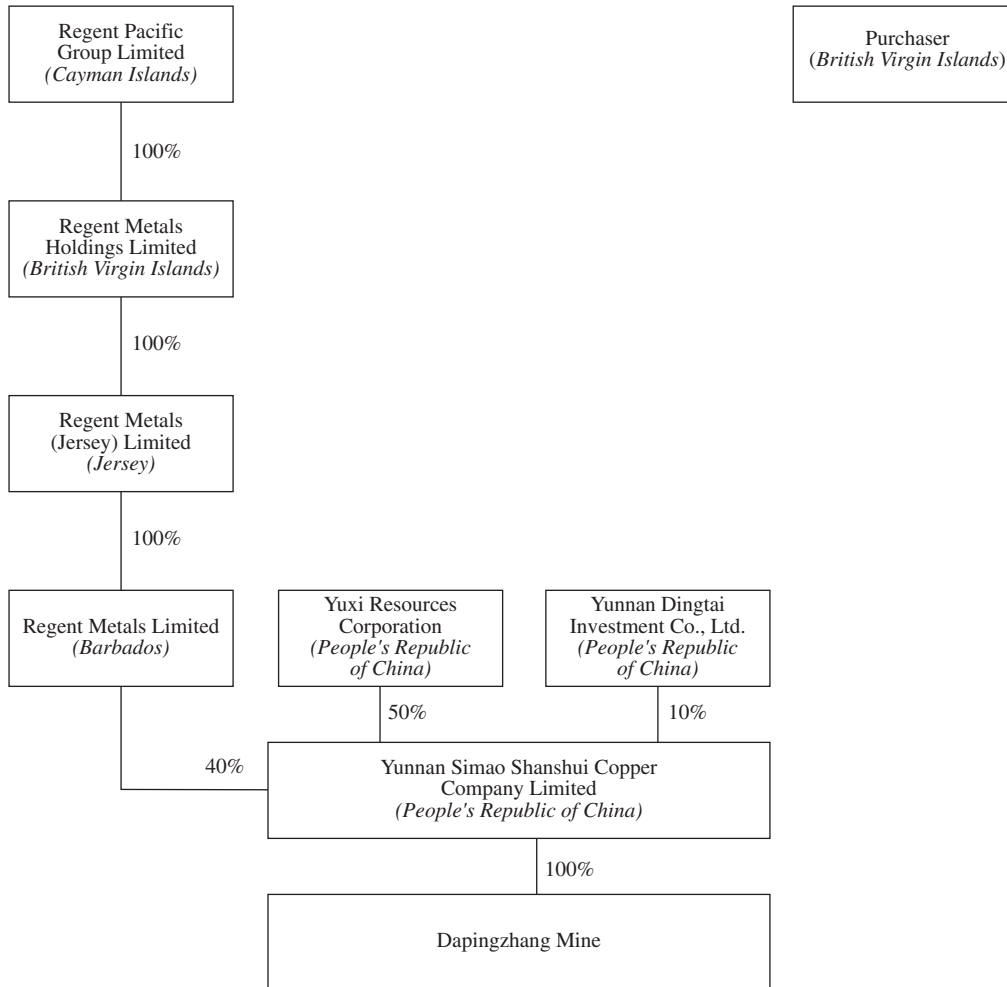 Regent Pacific
Group Limited
(Cayman Islands)
Purchaser
(British Virgin Islands)
100%
Regent Metals
Holdings Limited
(British Virgin Islands)
100%
Regent Metals
(Jersey) Limited
(Jersey)
100%
Regent Metals Limited
(Barbados)
Yuxi Resources
Corporation
(People's Republic
of China)
Yunnan Dingtai
Investment Co., Ltd.
(People's Republic
of China)
50%
10%
40%
Yunnan Simao Shanshui Copper
Company Limited
(People's Republic of China)
100%
Dapingzhang Mine